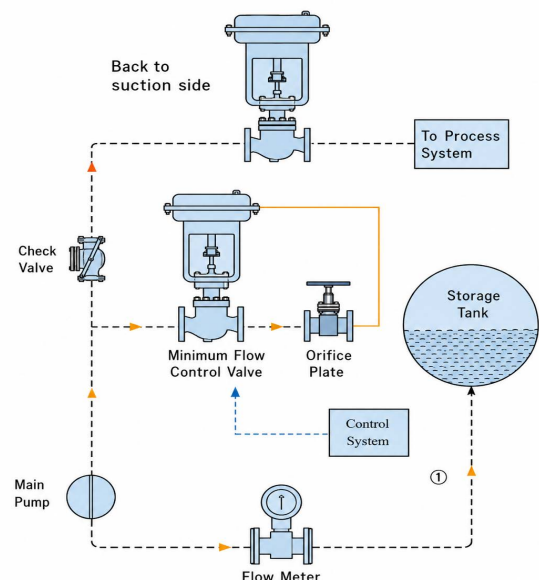 Back to
suction side
To Process
System
Check
Valve
Storage
Tank
Minimum Flow
Control Valve
Orifice
Plate
Control
System
①
Main
Pump
Flow Meter